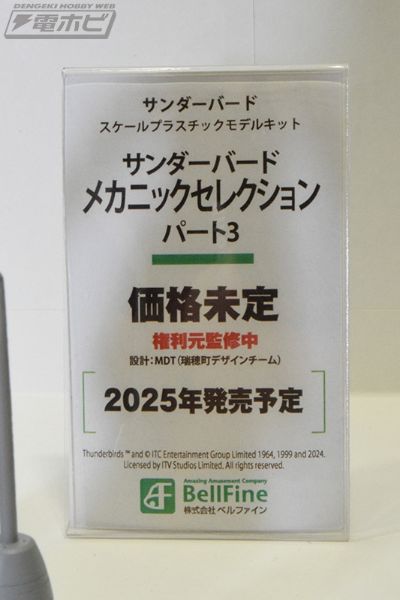 DENGEKI HOBBY WEB
電ホビ
サンダーバード
スケールプラスチックモデルキット
サンダーバード
メカニックセレクション
パート3
価格未定
権利元監修中
設計：MDT（瑞穂町デザインチーム）
2025年発売予定
Thunderbirds ™ and © ITC Entertainment Group Limited 1964, 1999 and 2024.
Licensed by ITV Studios Limited. All rights reserved.
Amazing Amusement Company
BellFine
株式会社 ベルファイン